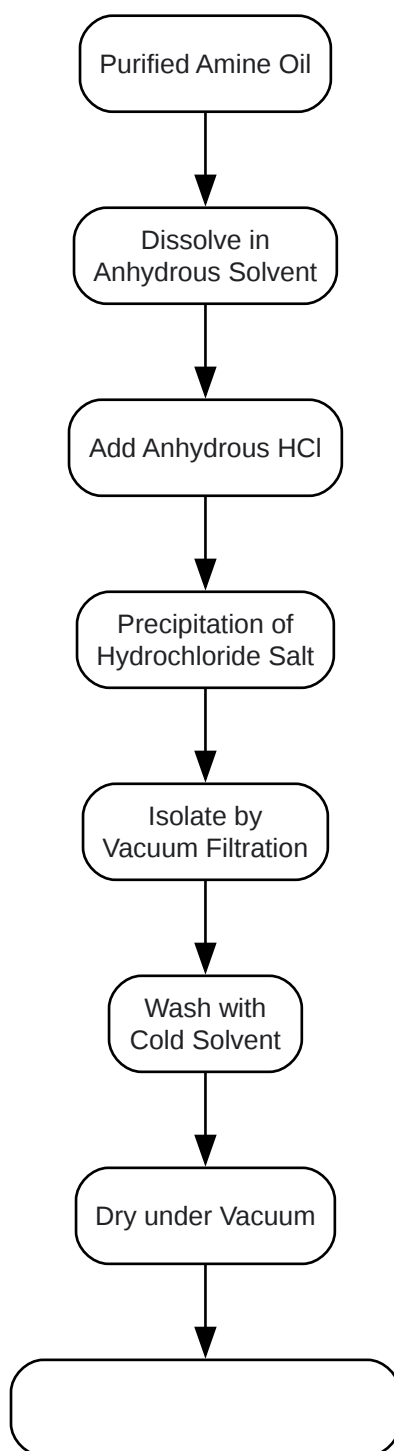 Purified Amine Oil
Dissolve in
Anhydrous Solvent
Add Anhydrous HCl
Precipitation of
Hydrochloride Salt
Isolate by
Vacuum Filtration
Wash with
Cold Solvent
Dry under Vacuum